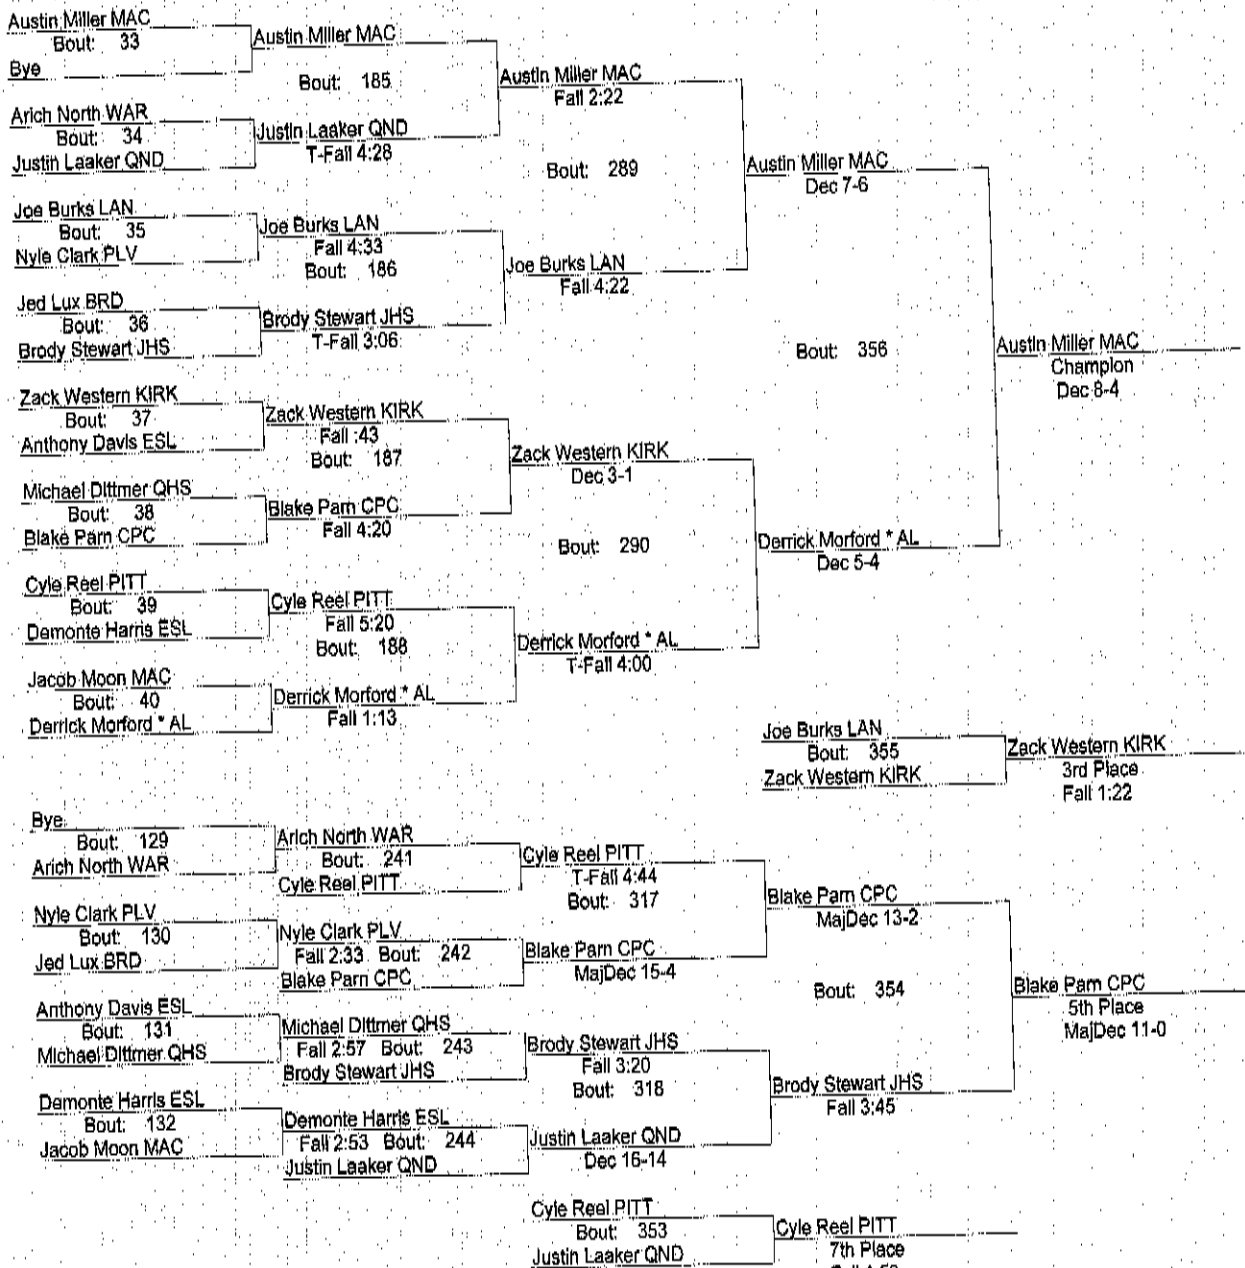 Austin Miller MAC
Bout: 33
Bye
Austin Miller MAC
Bout: 185
Arich North WAR
Bout: 34
Justin Laaker QND
Justin Laaker QND
T-Fall 4:28
Austin Miller MAC
Fall 2:22
Bout: 289
Joe Burks LAN
Bout: 35
Nyle Clark PLV
Joe Burks LAN
Fall 4:33
Bout: 186
Jed Lux BRD
Bout: 36
Brody Stewart JHS
Brody Stewart JHS
T-Fall 3:06
Joe Burks LAN
Fall 4:22
Austin Miller MAC
Dec 7-6
Bout: 356
Austin Miller MAC
Champion
Dec 8-4
Zack Western KIRK
Bout: 37
Anthony Davis ESL
Zack Western KIRK
Fall :43
Bout: 187
Michael Dittmer QHS
Bout: 38
Blake Parn CPC
Blake Parn CPC
Fall 4:20
Zack Western KIRK
Dec 3-1
Bout: 290
Cyle Reel PITT
Bout: 39
Demonte Harris ESL
Cyle Reel PITT
Fall 5:20
Bout: 188
Jacob Moon MAC
Bout: 40
Derrick Morford * AL
Derrick Morford * AL
Fall 1:13
Derrick Morford * AL
T-Fall 4:00
Derrick Morford * AL
Dec 5-4
Joe Burks LAN
Bout: 355
Zack Western KIRK
Zack Western KIRK
3rd Place
Fall 1:22
Bye
Bout: 129
Arich North WAR
Arich North WAR
Bout: 241
Cyle Reel PITT
Cyle Reel PITT
T-Fall 4:44
Bout: 317
Nyle Clark PLV
Bout: 130
Jed Lux BRD
Nyle Clark PLV
Fall 2:33 Bout: 242
Blake Parn CPC
Blake Parn CPC
MajDec 15-4
Blake Parn CPC
MajDec 13-2
Bout: 354
Blake Parn CPC
5th Place
MajDec 11-0
Anthony Davis ESL
Bout: 131
Michael Dittmer QHS
Michael Dittmer QHS
Fall 2:57 Bout: 243
Brody Stewart JHS
Brody Stewart JHS
Fall 3:20
Bout: 318
Demonte Harris ESL
Bout: 132
Jacob Moon MAC
Demonte Harris ESL
Fall 2:53 Bout: 244
Justin Laaker QND
Justin Laaker QND
Dec 16-14
Brody Stewart JHS
Fall 3:45
Cyle Reel PITT
Bout: 353
Justin Laaker QND
Cyle Reel PITT
7th Place